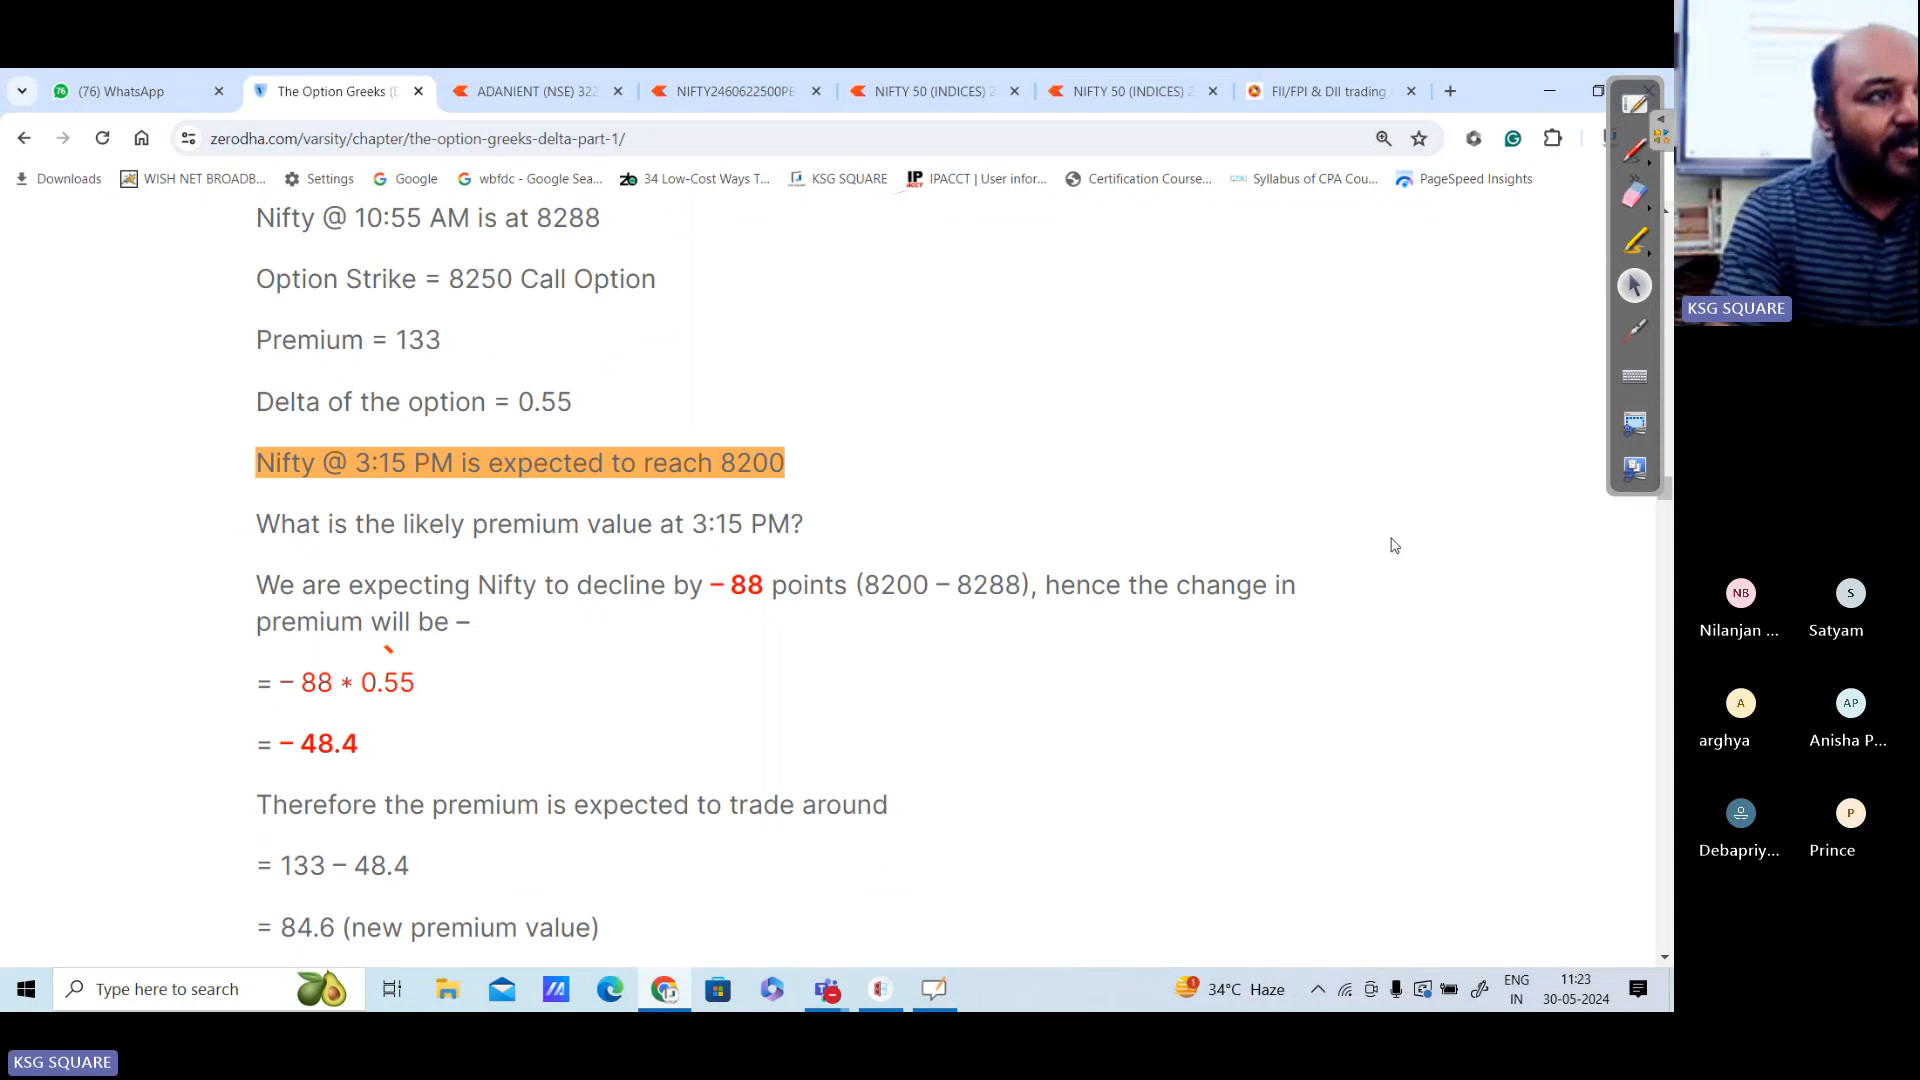 (76) WhatsApp
The Option Greeks (D
ADANIENT (NSE) 322
NIFTY2460622500PE
NIFTY 50 (INDICES) 2
NIFTY 50 (INDICES) 2
FII/FPI & DII trading
zerodha.com/varsity/chapter/the-option-greeks-delta-part-1/
Downloads
WISH NET BROADB...
Settings
Google
wbfdc - Google Sea...
34 Low-Cost Ways T...
KSG SQUARE
IPACCT | User infor...
Certification Course...
Syllabus of CPA Cou...
PageSpeed Insights
Nifty @ 10:55 AM is at 8288
Option Strike = 8250 Call Option
Premium = 133
Delta of the option = 0.55
Nifty @ 3:15 PM is expected to reach 8200
What is the likely premium value at 3:15 PM?
We are expecting Nifty to decline by – 88 points (8200 – 8288), hence the change in
premium will be –
= – 88 * 0.55
= – 48.4
Therefore the premium is expected to trade around
= 133 – 48.4
= 84.6 (new premium value)
KSG SQUARE
NB
Nilanjan ...
S
Satyam
A
arghya
AP
Anisha P...
Debapriy...
P
Prince
Type here to search
34°C Haze
ENG
IN
11:23
30-05-2024
KSG SQUARE